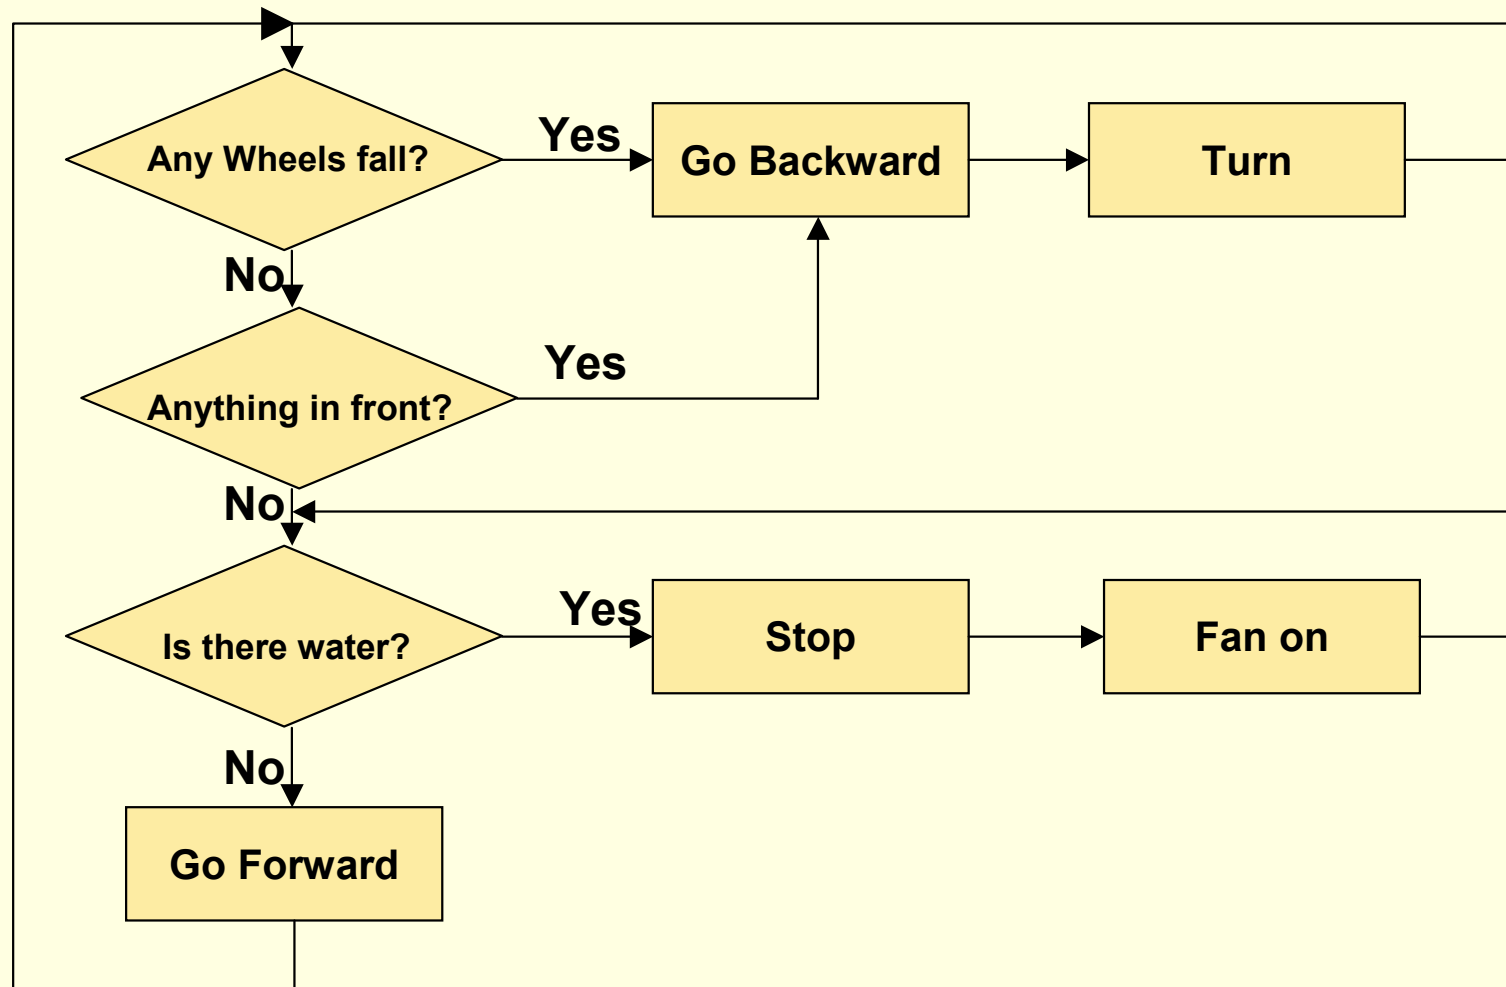 Any Wheels fall?
Yes
Go Backward
Turn
No
Anything in front?
Yes
No
Is there water?
Yes
Stop
Fan on
No
Go Forward